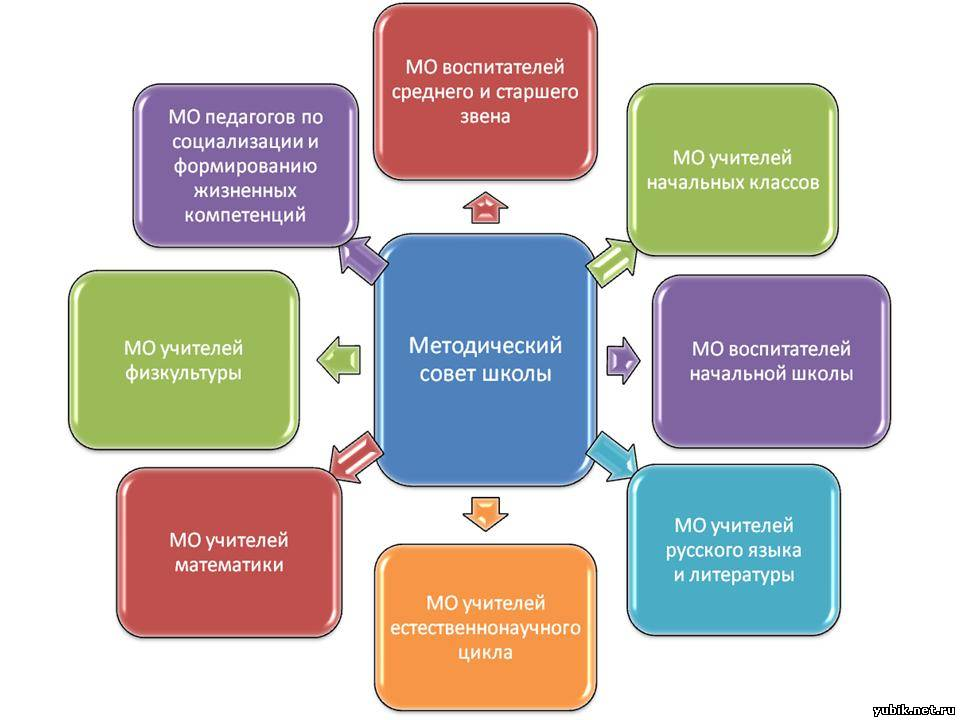 МО воспитателей
среднего и старшего
звена
МО педагогов по
социализации и
формированию
жизненных
компетенций
МО учителей
начальных классов
МО учителей
физкультуры
Методический
совет школы
МО воспитателей
начальной школы
МО учителей
математики
МО учителей
естественнонаучного
цикла
МО учителей
русского языка
и литературы
yubik.net.ru